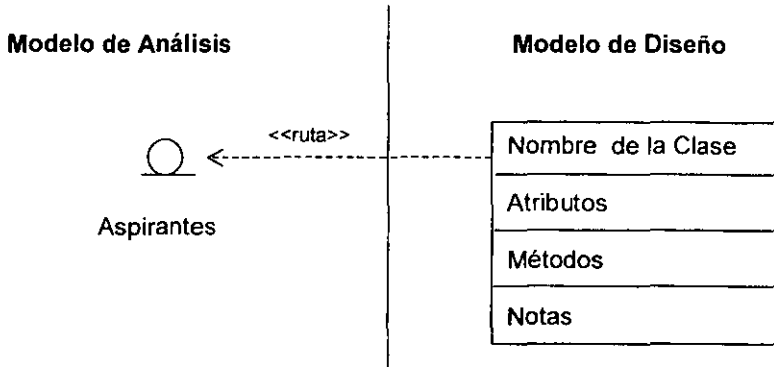 Modelo de Análisis
Modelo de Diseño
<<ruta>>
Aspirantes
Nombre de la Clase
Atributos
Métodos
Notas